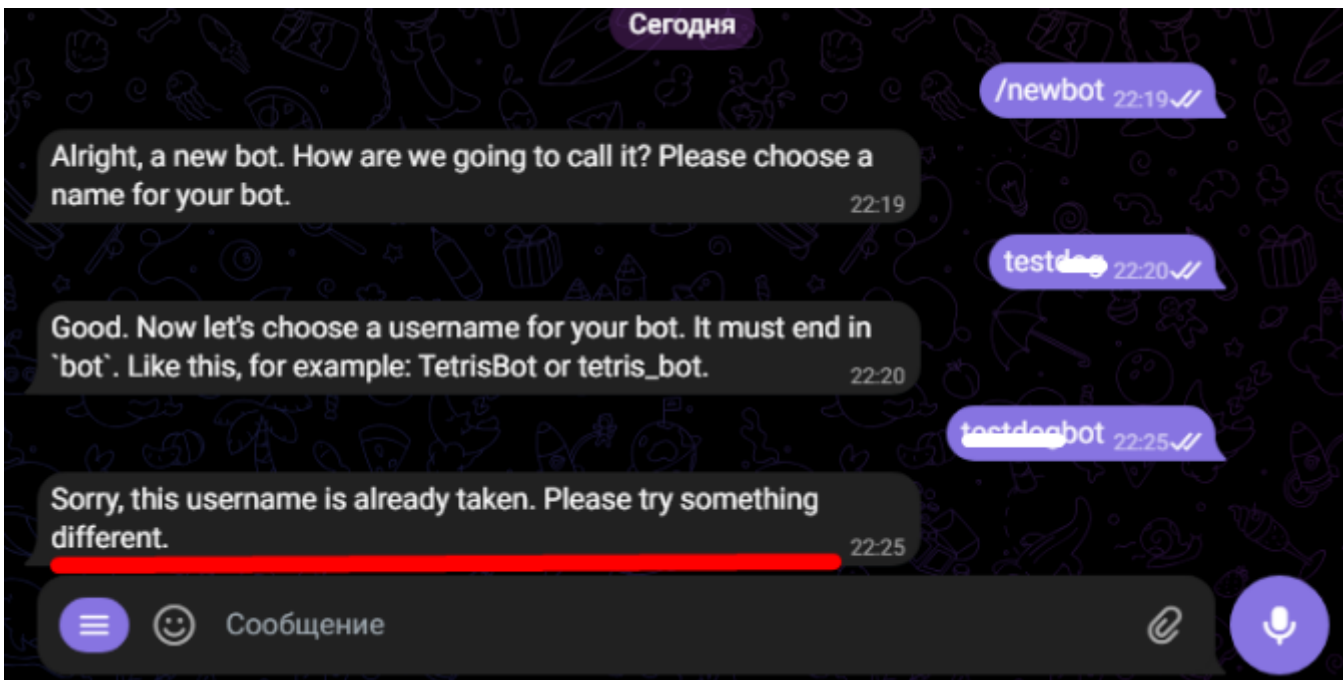 Сегодня
/newbot 22:19
Alright, a new bot. How are we going to call it? Please choose a
name for your bot.
22:19
22:20
Good. Now let's choose a username for your bot. It must end in
`bot`. Like this, for example: TetrisBot or tetris_bot.
22:20
22:25
Sorry, this username is already taken. Please try something
different.
22:25
Сообщение